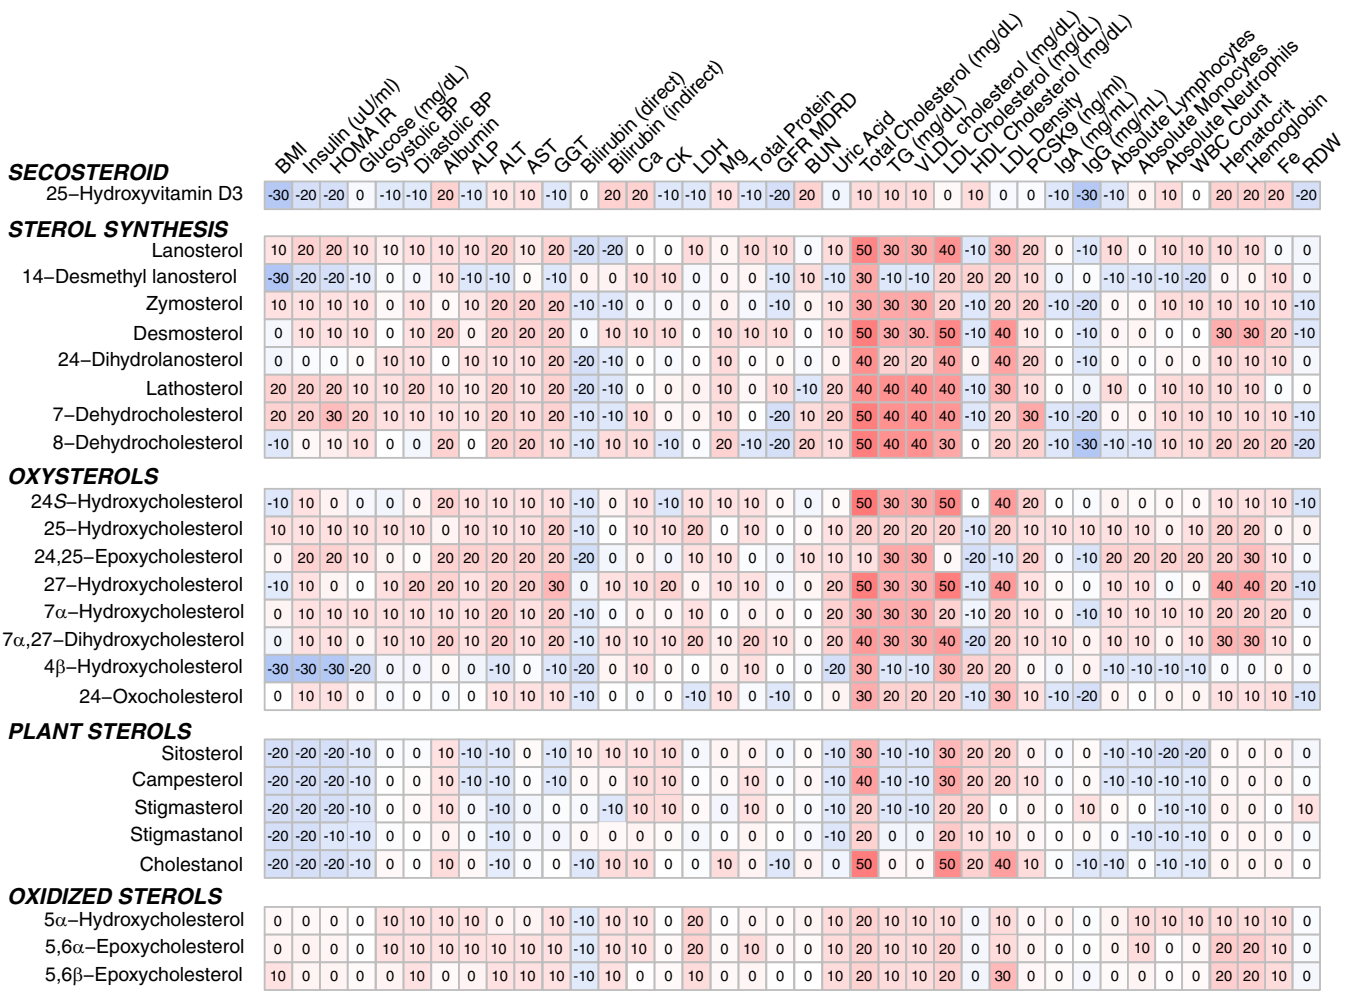 BMI
Insulin (uU/ml)
HOMA IR
Glucose (mg/dL)
Systolic BP
Diastolic BP
Albumin
ALP
ALT
AST
GGT
Bilirubin (direct)
Bilirubin (indirect)
Ca
CK
LDH
Mg
Total Protein
GFR MDRD
BUN
Uric Acid
Total Cholesterol (mg/dL)
TG (mg/dL)
VLDL cholesterol (mg/dL)
LDL Cholesterol (mg/dL)
HDL Cholesterol (mg/dL)
LDL Density
PCSK9 (ng/ml)
IgA (mg/mL)
IgG (mg/mL)
Absolute Lymphocytes
Absolute Monocytes
Absolute Neutrophils
WBC Count
Hematocrit
Hemoglobin
Fe
RDW
SECOSTEROID
25−Hydroxyvitamin D3 -30 -20 -20 0 -10 -10 20 -10 10 10 -10 0 20 20 -10 -10 10 -10 -20 20 0 10 10 10 0 10 0 0 -10 -30 -10 0 10 0 20 20 20 -20
STEROL SYNTHESIS
Lanosterol 10 20 20 10 10 10 10 10 20 10 20 -20 -20 0 0 10 0 10 10 0 10 50 30 30 40 -10 30 20 0 -10 10 0 10 10 10 10 0 0
14−Desmethyl lanosterol -30 -20 -20 -10 0 0 10 -10 -10 0 -10 0 0 10 10 0 0 0 -10 10 -10 30 -10 -10 20 20 20 10 0 0 -10 -10 -10 -20 0 0 10 0
Zymosterol 10 10 10 10 0 10 0 10 20 20 20 -10 -10 0 0 0 0 0 -10 0 10 30 30 30 20 -10 20 20 -10 -20 0 0 10 10 10 10 10 -10
Desmosterol 0 10 10 10 0 10 20 0 20 20 20 0 10 10 10 0 10 10 10 0 20 50 30 30. 50 -10 40 10 0 -10 0 0 0 0 30 30 20 -10
24−Dihydrolanosterol 0 0 0 0 10 10 0 10 10 10 20 -20 -10 0 0 0 10 0 0 0 0 40 20 20 40 0 40 20 0 -10 0 0 0 0 10 10 10 0
Lathosterol 20 20 20 10 10 20 10 10 20 10 20 -20 -10 0 0 0 10 0 10 -10 20 40 40 40 40 -10 30 10 0 0 10 0 10 10 10 10 0 0
7−Dehydrocholesterol 20 20 30 20 10 10 10 10 20 20 20 -10 -10 10 0 0 10 0 -20 10 20 50 40 40 40 -10 20 30 -10 -20 0 0 10 10 10 10 10 -10
8−Dehydrocholesterol -10 0 10 10 0 0 20 0 20 20 10 -10 0 10 -10 0 20 -10 -20 20 10 50 40 40 30 0 20 20 -10 -30 -10 -10 10 10 20 20 20 -20
OXYSTEROLS
24S−Hydroxycholesterol -10 10 0 0 0 0 20 10 10 10 10 -10 0 10 -10 10 10 10 0 0 0 50 30 30 50 0 40 20 0 -10 0 0 0 0 10 10 10 -10
25−Hydroxycholesterol 10 10 10 10 10 10 0 10 10 10 20 -10 0 10 10 20 0 10 0 0 10 20 20 20 20 -10 20 10 10 10 10 10 0 10 20 20 0 0
24,25−Epoxycholesterol 0 20 20 10 0 0 20 20 20 20 20 -20 0 0 0 10 10 0 0 10 10 10 30 30 0 -20 -10 20 0 -10 20 20 20 20 20 30 10 0
27−Hydroxycholesterol -10 10 0 0 10 20 20 10 20 20 30 0 10 10 20 0 10 10 0 0 20 50 30 30 50 -10 40 10 0 0 10 10 0 0 40 40 20 -10
7α−Hydroxycholesterol 0 10 10 10 10 10 10 10 20 10 20 -10 0 0 0 0 0 0 0 0 10 30 30 30 20 -10 10 10 0 -10 10 10 10 10 20 20 20 0
7α,27−Dihydroxycholesterol 0 10 10 0 10 10 20 10 20 10 20 -10 10 10 10 20 10 20 10 0 20 40 30 30 40 -20 20 10 10 0 10 10 0 10 30 30 10 0
4β−Hydroxycholesterol -30 -30 -30 -20 0 0 0 0 -10 0 -10 -20 0 10 0 0 0 10 0 0 -20 30 -10 -10 30 20 20 0 0 0 -10 -10 -10 -10 0 0 0 0
24−Oxocholesterol 0 10 10 0 0 0 0 0 10 10 10 -10 0 0 0 -10 10 0 -10 0 0 30 20 20 20 -10 30 10 -10 -20 0 0 0 0 10 10 10 -10
PLANT STEROLS
Sitosterol -20 -20 -20 -10 0 0 10 -10 -10 0 -10 10 10 10 10 0 0 0 0 0 -10 30 -10 -10 30 20 20 0 0 0 -10 -10 -20 -20 0 0 0 0
Campesterol -20 -20 -20 -10 0 0 10 -10 -10 0 -10 0 0 10 10 0 0 10 0 0 -10 40 -10 -10 30 20 20 10 0 0 -10 -10 -10 -10 0 0 0 0
Stigmasterol -20 -20 -20 -10 0 0 10 0 -10 0 0 0 -10 10 10 0 0 10 0 0 -10 20 -10 -10 20 20 0 0 0 10 0 0 -10 -10 0 0 0 10
Stigmastanol -20 -20 -10 -10 0 0 0 0 -10 0 0 0 0 0 0 0 0 0 0 0 -10 20 0 0 20 10 10 0 0 0 0 -10 -10 -10 0 0 0 0
Cholestanol -20 -20 -20 -10 0 0 10 0 -10 0 0 -10 10 10 0 0 10 0 -10 0 0 50 0 0 50 20 40 10 0 -10 -10 0 -10 -10 0 0 0 0
OXIDIZED STEROLS
5α−Hydroxycholesterol 0 0 0 0 10 10 10 10 0 0 10 -10 10 10 0 20 0 0 0 0 10 20 10 10 10 0 10 0 0 0 0 10 10 10 10 10 10 0
5,6α−Epoxycholesterol 0 0 0 0 10 10 10 10 10 10 10 -10 10 10 0 20 0 10 0 0 10 20 10 10 10 0 10 0 0 0 0 10 0 0 20 20 10 0
5,6β−Epoxycholesterol 10 0 0 0 0 10 0 0 10 10 10 -10 10 0 0 10 0 0 0 0 10 20 10 10 20 0 30 0 0 0 0 0 0 0 20 20 10 0